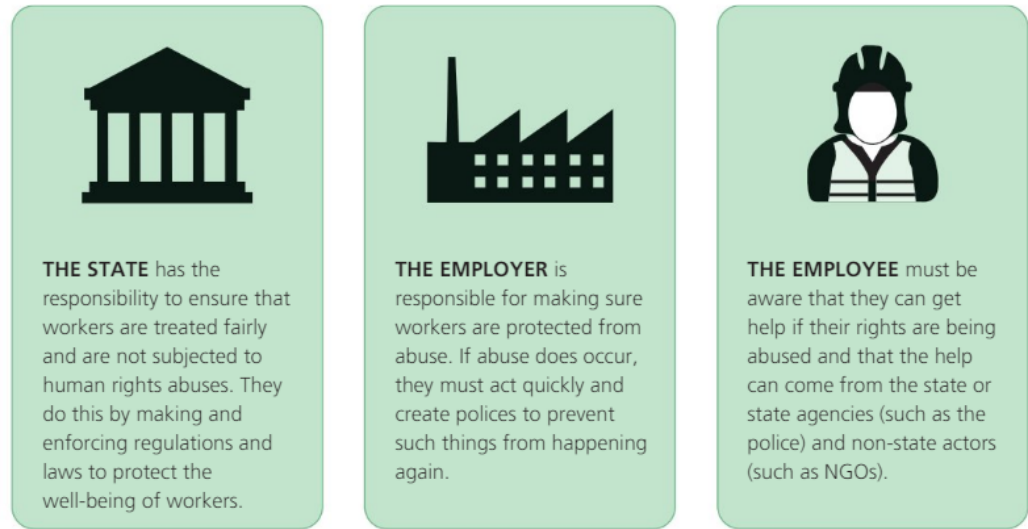 THE STATE has the
responsibility to ensure that
workers are treated fairly
and are not subjected to
human rights abuses. They
do this by making and
enforcing regulations and
laws to protect the
well-being of workers.
THE EMPLOYER is
responsible for making sure
workers are protected from
abuse. If abuse does occur,
they must act quickly and
create polices to prevent
such things from happening
again.
THE EMPLOYEE must be
aware that they can get
help if their rights are being
abused and that the help
can come from the state or
state agencies (such as the
police) and non-state actors
(such as NGOs).